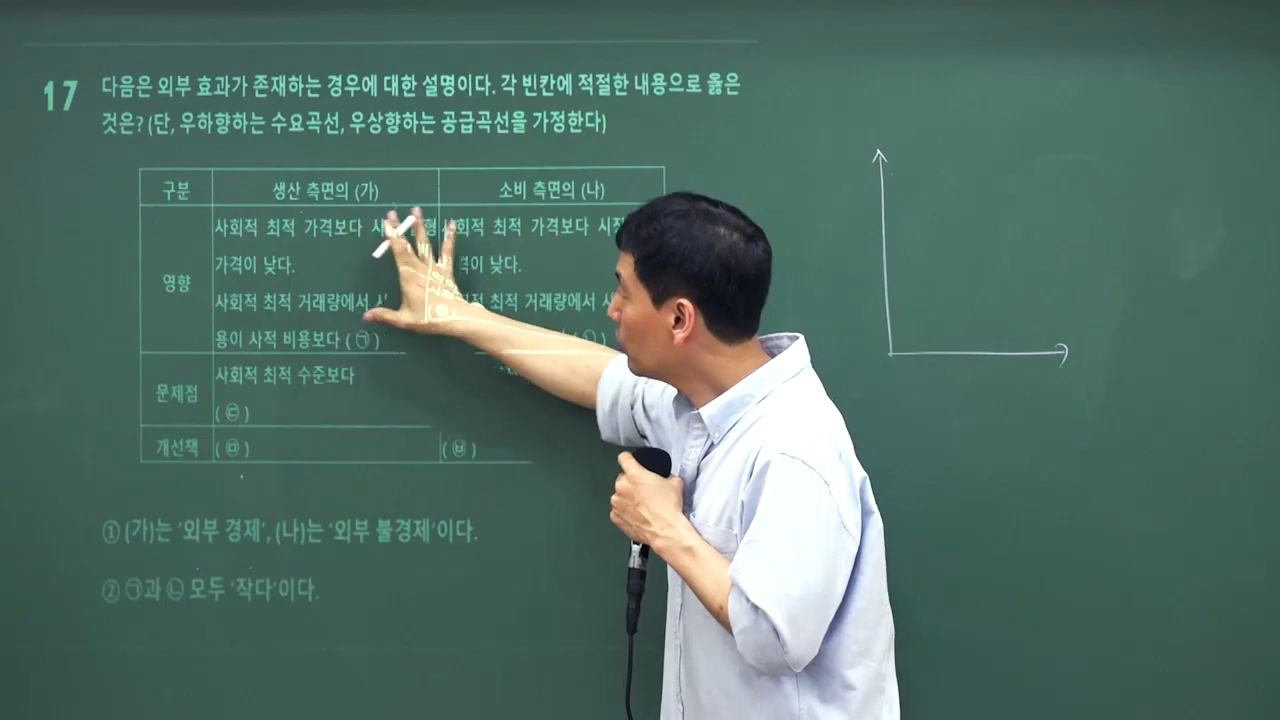 17 다음은 외부 효과가 존재하는 경우에 대한 설명이다. 각 빈칸에 적절한 내용으로 옳은
것은? (단, 우하향하는 수요곡선, 우상향하는 공급곡선을 가정한다)
구분 생산 측면의 (가) 소비 측면의 (나)
영향
사회적 최적 가격보다 형
가격이 낮다.
사회적 최적 거래량에서
용이 사적 비용보다 ( ㉠ )
사회적 최적 가격보다
격이 낮다.
최적 거래량에서
( ㉡ )
문제점
사회적 최적 수준보다
( ㉢ )
개선책 ( ㉤ ) ( ㉥ )
① (가)는 '외부 경제', (나)는 '외부 불경제'이다.
② ㉠과 ㉡ 모두 '작다'이다.